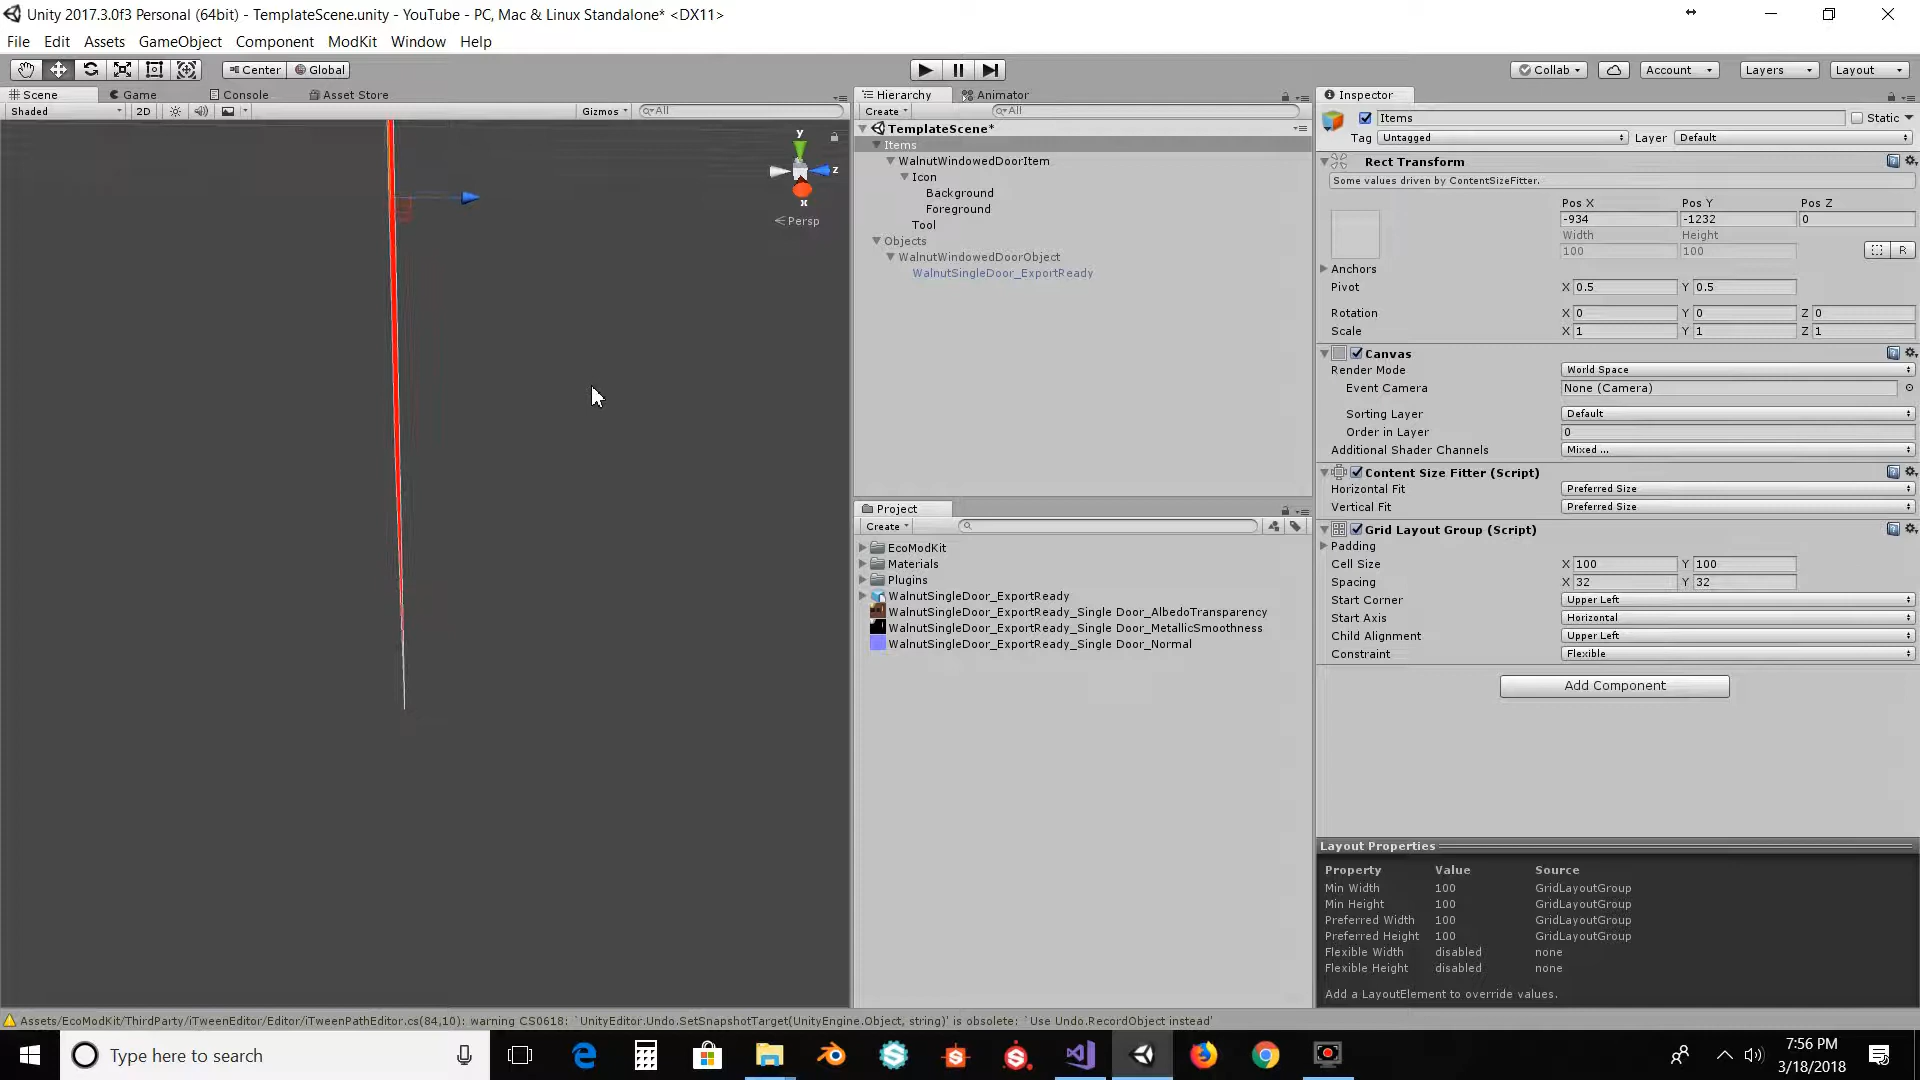 Unity 2017.3.0f3 Personal (64bit) - TemplateScene.unity - YouTube - PC, Mac & Linux Standalone* <DX11>
File Edit Assets GameObject Component ModKit Window Help
Center Global
Collab Account Layers Layout
Scene Game Console Asset Store
Shaded 2D Gizmos All
y
z
x
Persp
Hierarchy Animator
Create All
TemplateScene*
Items
WalnutWindowedDoorItem
Icon
Background
Foreground
Tool
Objects
WalnutWindowedDoorObject
WalnutSingleDoor_ExportReady
Project
Create
EcoModKit
Materials
Plugins
WalnutSingleDoor_ExportReady
WalnutSingleDoor_ExportReady_Single Door_AlbedoTransparency
WalnutSingleDoor_ExportReady_Single Door_MetallicSmoothness
WalnutSingleDoor_ExportReady_Single Door_Normal
Inspector
Items Static
Tag Untagged Layer Default
Rect Transform
Some values driven by ContentSizeFitter.
Pos X Pos Y Pos Z
-934 -1232 0
Width Height
100 100 R
Anchors
Pivot X 0.5 Y 0.5
Rotation X 0 Y 0 Z 0
Scale X 1 Y 1 Z 1
Canvas
Render Mode World Space
Event Camera None (Camera)
Sorting Layer Default
Order in Layer 0
Additional Shader Channels Mixed ...
Content Size Fitter (Script)
Horizontal Fit Preferred Size
Vertical Fit Preferred Size
Grid Layout Group (Script)
Padding
Cell Size X 100 Y 100
Spacing X 32 Y 32
Start Corner Upper Left
Start Axis Horizontal
Child Alignment Upper Left
Constraint Flexible
Add Component
Layout Properties
Property Value Source
Min Width 100 GridLayoutGroup
Min Height 100 GridLayoutGroup
Preferred Width 100 GridLayoutGroup
Preferred Height 100 GridLayoutGroup
Flexible Width disabled none
Flexible Height disabled none
Add a LayoutElement to override values.
Assets/EcoModKit/ThirdParty/iTweenEditor/Editor/iTweenPathEditor.cs(84,10): warning CS0618: `UnityEditor.Undo.SetSnapshotTarget(UnityEngine.Object, string)' is obsolete: `Use Undo.RecordObject instead'
Type here to search
7:56 PM
3/18/2018